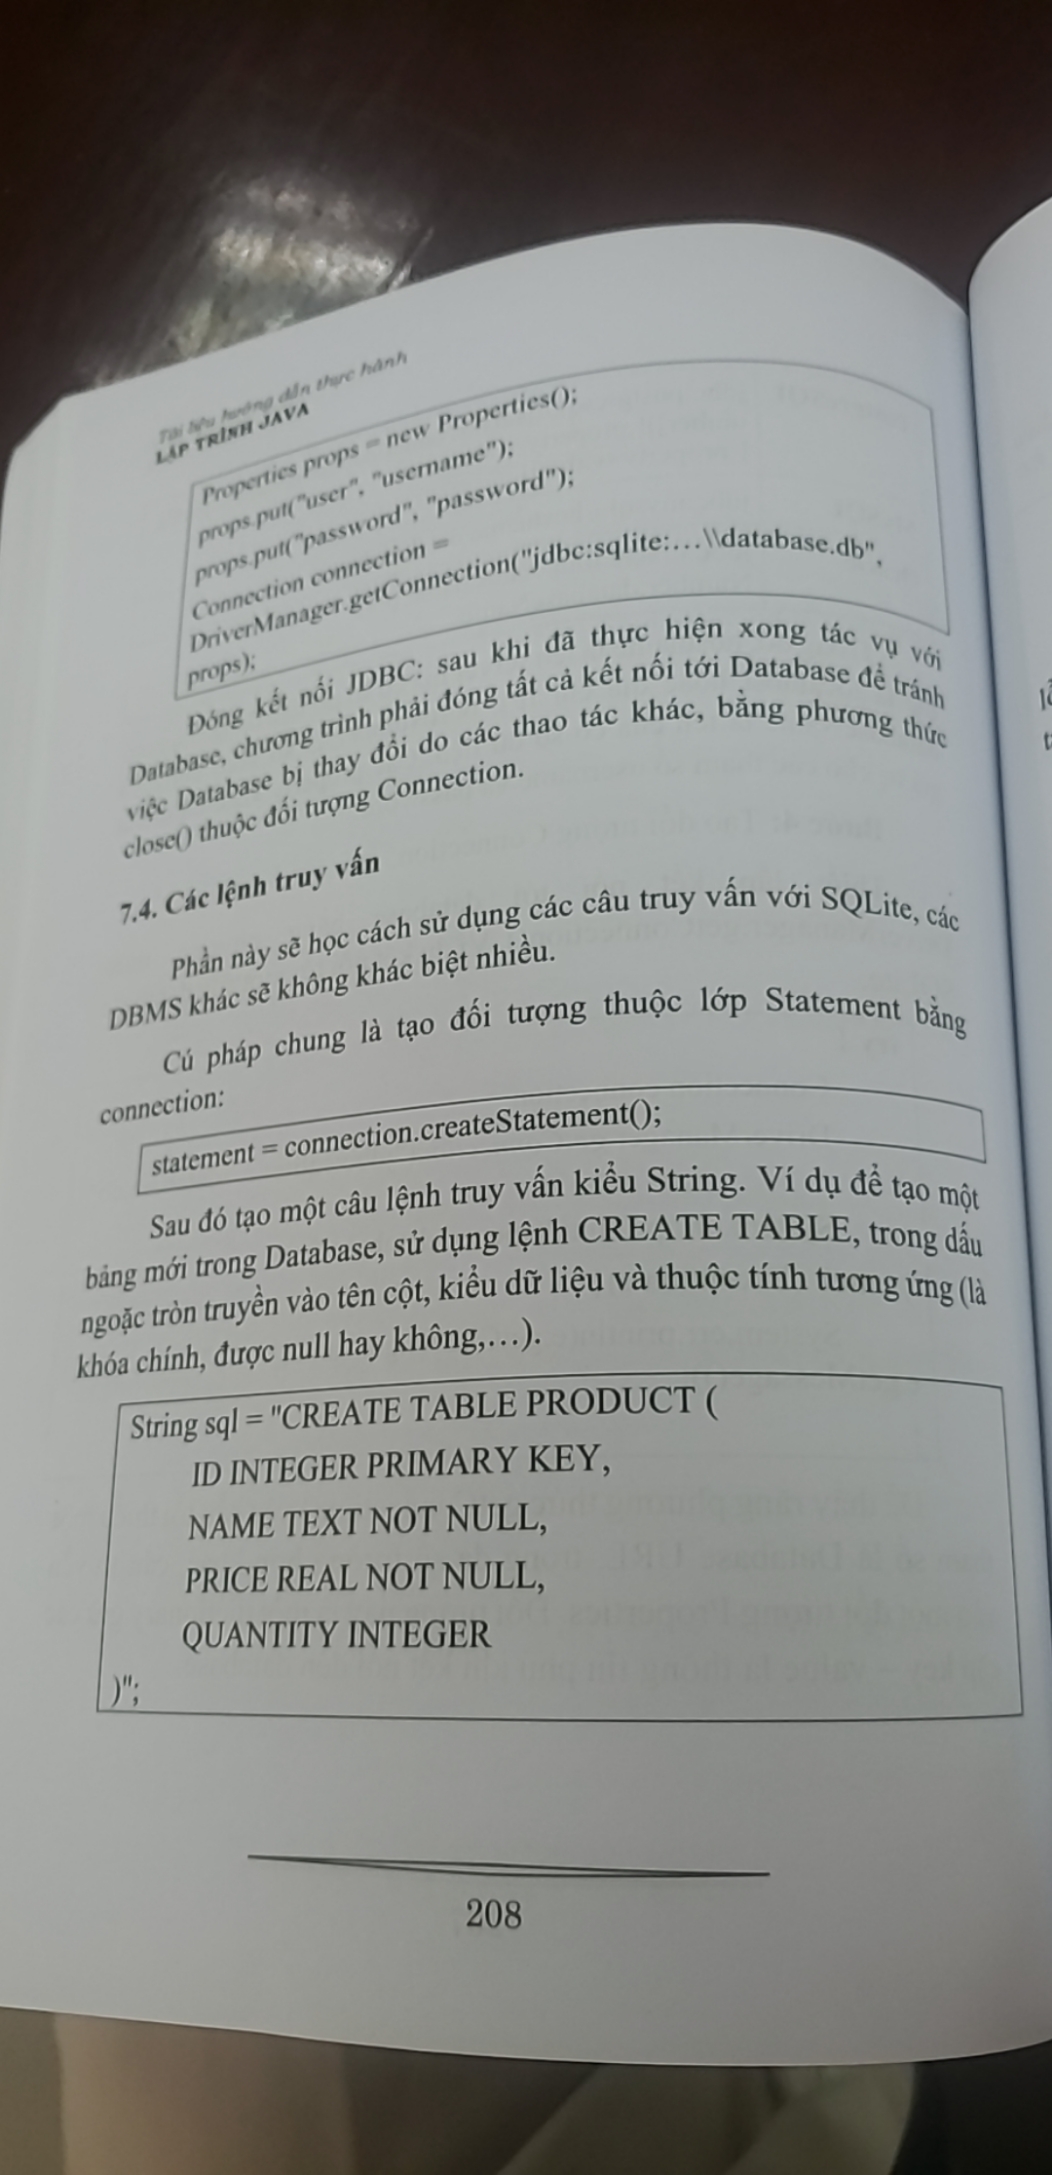 Tài liệu hướng dẫn thực hành
LẬP TRÌNH JAVA
Properties props = new Properties();
props.put("user", "username");
props.put("password", "password");
Connection connection =
DriverManager.getConnection("jdbc:sqlite:…\\database.db",
props);
Đóng kết nối JDBC: sau khi đã thực hiện xong tác vụ với
Database, chương trình phải đóng tất cả kết nối tới Database để tránh
việc Database bị thay đổi do các thao tác khác, bằng phương thức
close() thuộc đối tượng Connection.
7.4. Các lệnh truy vấn
Phần này sẽ học cách sử dụng các câu truy vấn với SQLite, các
DBMS khác sẽ không khác biệt nhiều.
Cú pháp chung là tạo đối tượng thuộc lớp Statement bằng
connection:
statement = connection.createStatement();
Sau đó tạo một câu lệnh truy vấn kiểu String. Ví dụ để tạo một
bảng mới trong Database, sử dụng lệnh CREATE TABLE, trong dấu
ngoặc tròn truyền vào tên cột, kiểu dữ liệu và thuộc tính tương ứng (là
khóa chính, được null hay không,…).
String sql = "CREATE TABLE PRODUCT (
ID INTEGER PRIMARY KEY,
NAME TEXT NOT NULL,
PRICE REAL NOT NULL,
QUANTITY INTEGER
)";
208